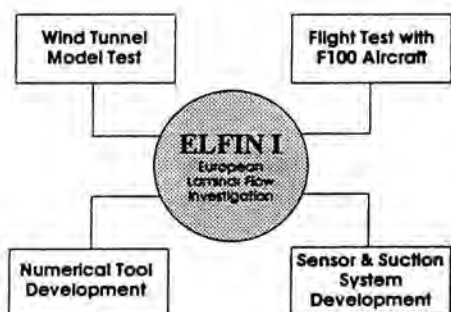 Wind Tunnel
Model Test
Flight Test with
F100 Aircraft
ELFIN I
European
Laminar Flow
Investigation
Numerical Tool
Development
Sensor & Suction
System
Development